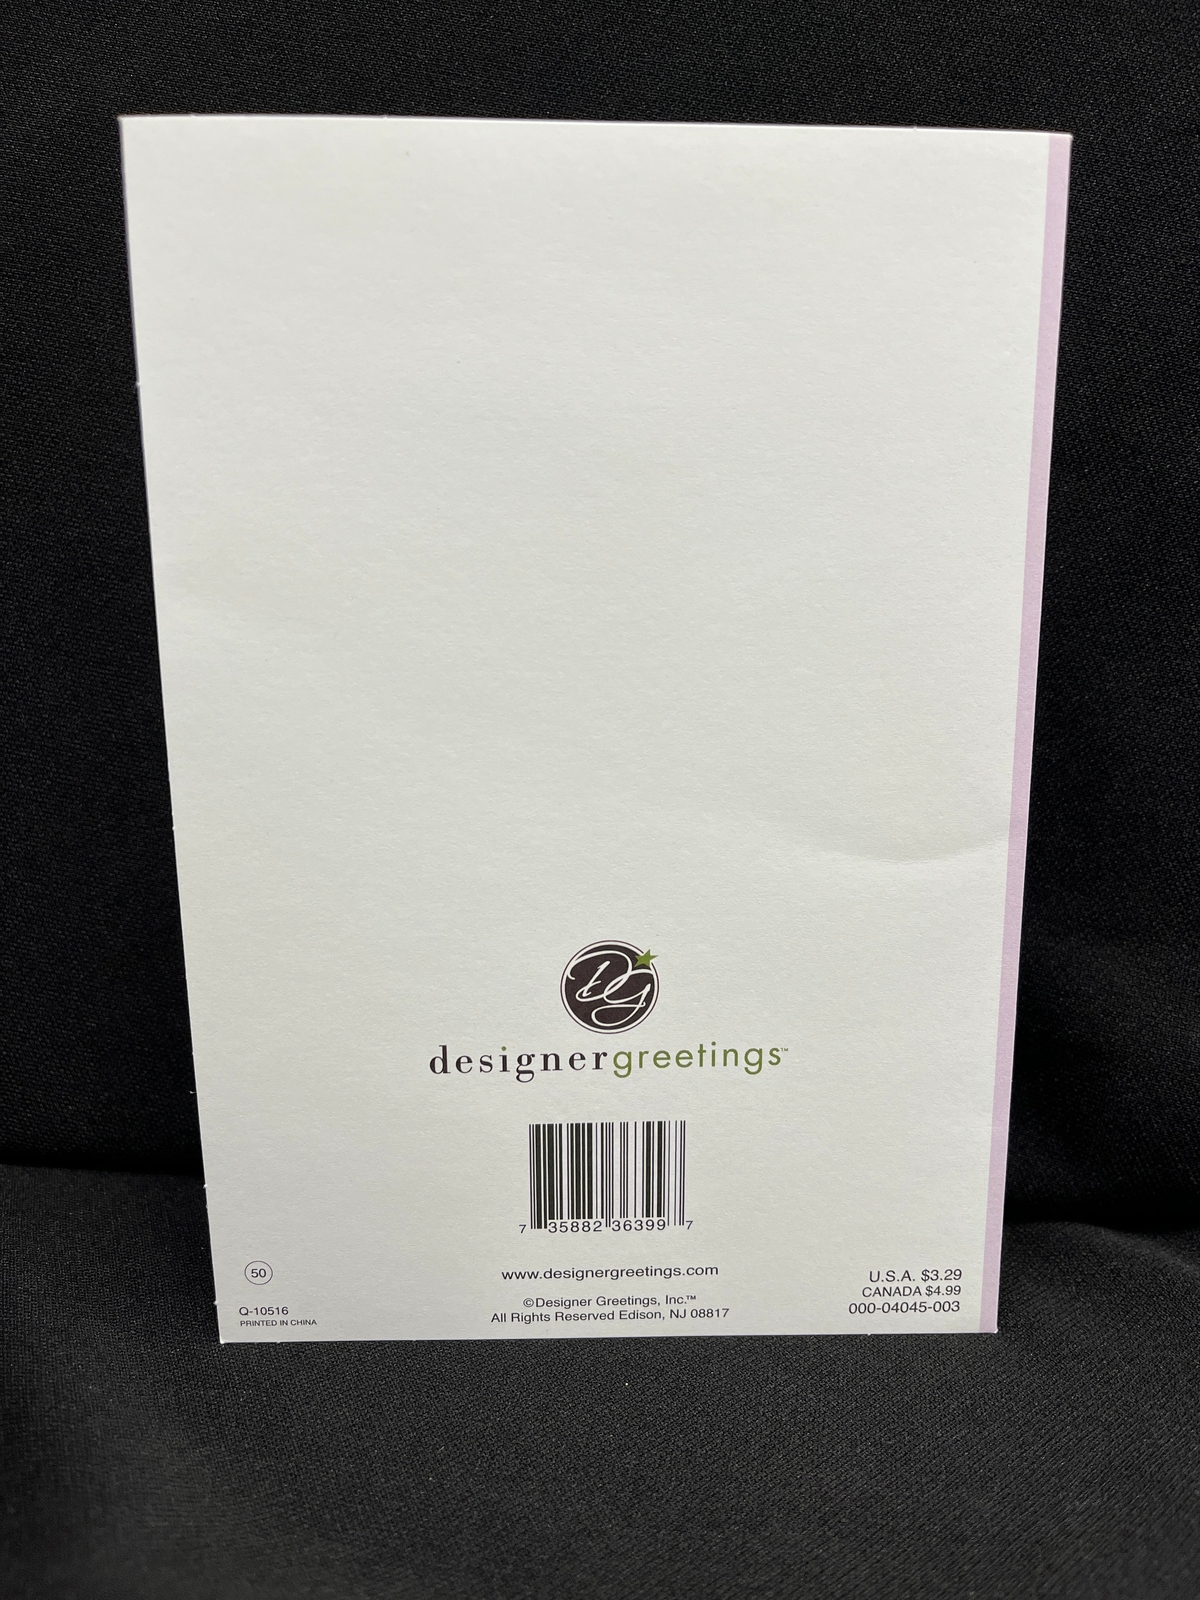 DG
designergreetings™
7 35882 36399 7
www.designergreetings.com
©Designer Greetings, Inc.™
All Rights Reserved Edison, NJ 08817
50
Q-10516
PRINTED IN CHINA
U.S.A. $3.29
CANADA $4.99
000-04045-003